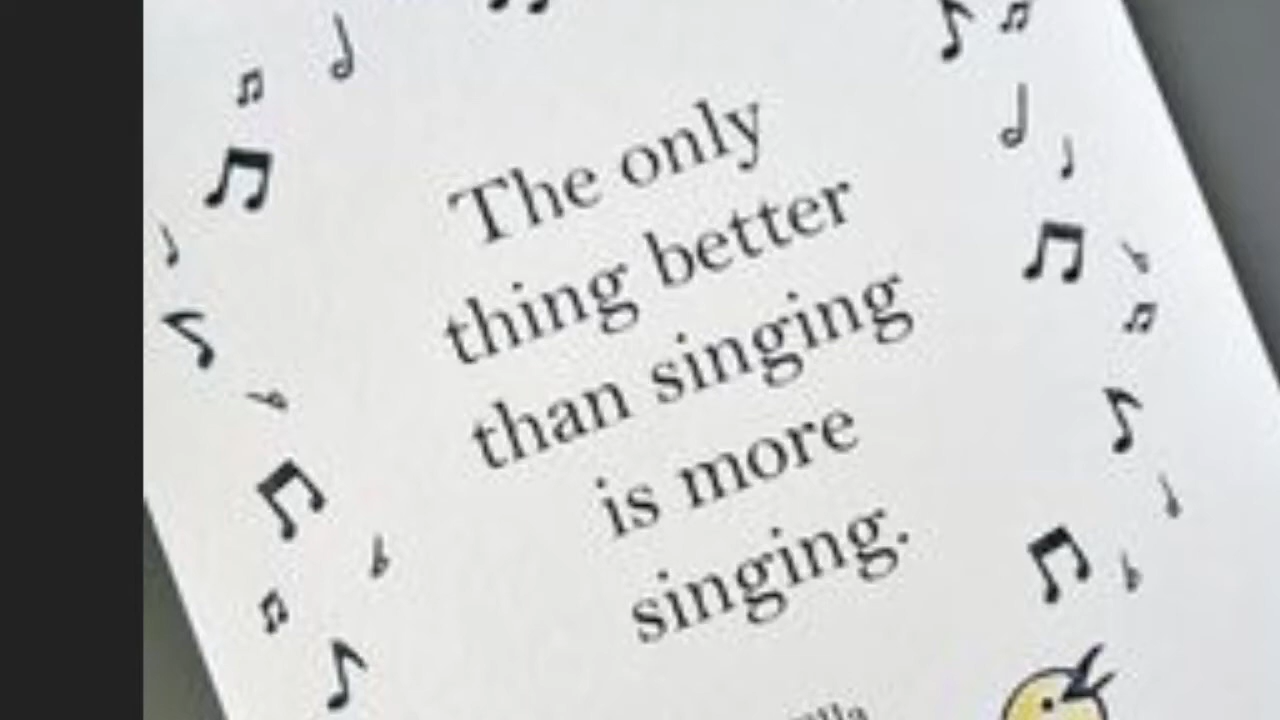 The only
thing better
than singing
is more
singing.